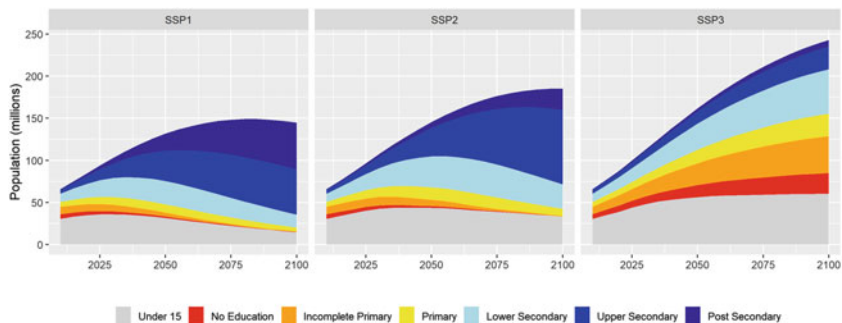 SSP1 SSP2 SSP3
250
200
150
100
50
0
Population (millions)
2025 2050 2075 2100 2025 2050 2075 2100 2025 2050 2075 2100
Under 15 No Education Incomplete Primary Primary Lower Secondary Upper Secondary Post Secondary